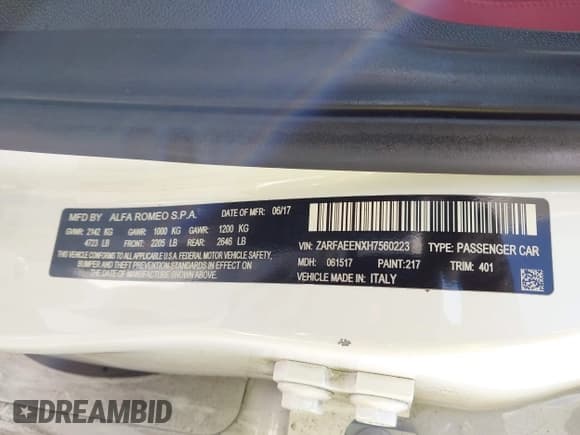 MFD BY ALFA ROMEO S.P.A. DATE OF MFR: 06/17
GVWR: 2142 KG GAWR: 1000 KG GAWR: 1200 KG
4723 LB FRONT: 2205 LB REAR: 2646 LB
THIS VEHICLE CONFORMS TO ALL APPLICABLE U.S.A. FEDERAL MOTOR VEHICLE SAFETY,
BUMPER, AND THEFT PREVENTION STANDARDS IN EFFECT ON THE
DATE OF MANUFACTURE SHOWN ABOVE.
VIN: ZARFAEENXH7560223 TYPE: PASSENGER CAR
MDH: 061517 PAINT:217 TRIM: 401
VEHICLE MADE IN: ITALY
DREAMBID